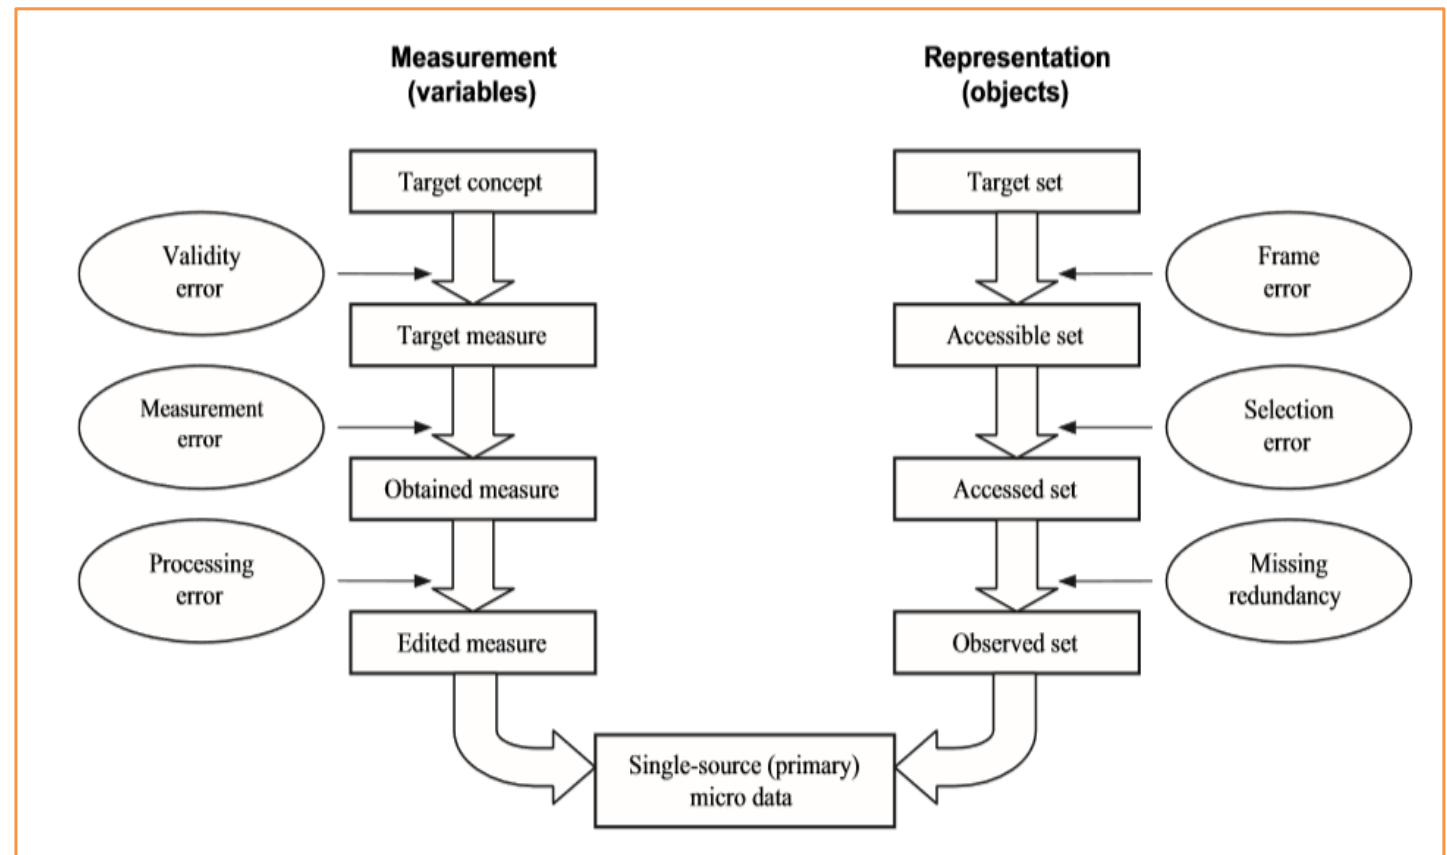 Measurement
(variables)
Representation
(objects)
Target concept
Target set
Validity
error
Frame
error
Target measure
Accessible set
Measurement
error
Selection
error
Obtained measure
Accessed set
Processing
error
Missing
redundancy
Edited measure
Observed set
Single-source (primary)
micro data